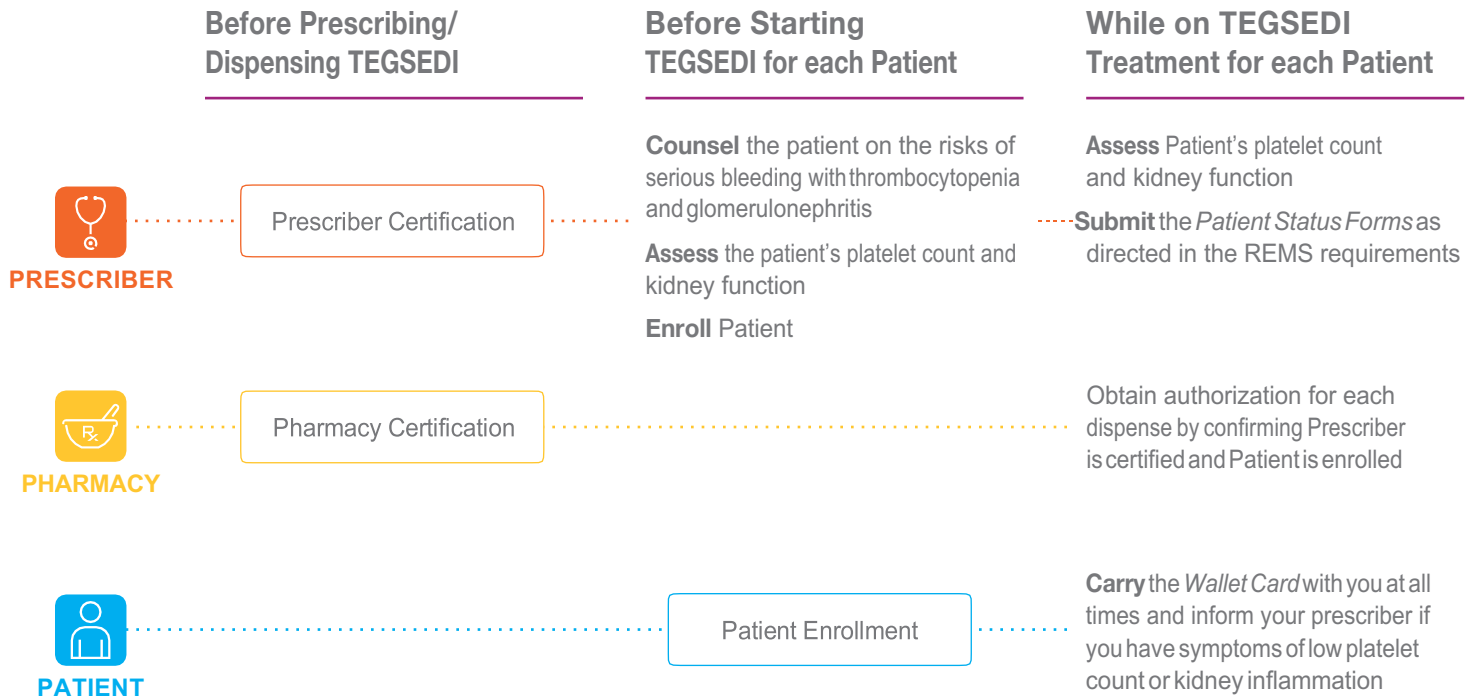 Before Prescribing/
Dispensing TEGSEDI
Before Starting
TEGSEDI for each Patient
While on TEGSEDI
Treatment for each Patient
PRESCRIBER
Prescriber Certification
Counsel the patient on the risks of
serious bleeding with thrombocytopenia
and glomerulonephritis
Assess the patient's platelet count and
kidney function
Enroll Patient
Assess Patient's platelet count
and kidney function
Submit the Patient Status Forms as
directed in the REMS requirements
Rx
PHARMACY
Pharmacy Certification
Obtain authorization for each
dispense by confirming Prescriber
is certified and Patient is enrolled
PATIENT
Patient Enrollment
Carry the Wallet Card with you at all
times and inform your prescriber if
you have symptoms of low platelet
count or kidney inflammation